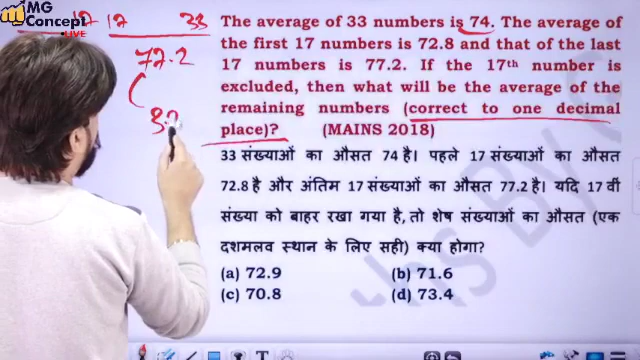 MG
Concept
LIVE
17 33
72.2
The average of 33 numbers is 74. The average of
the first 17 numbers is 72.8 and that of the last
17 numbers is 77.2. If the 17th number is
excluded, then what will be the average of the
remaining numbers (correct to one decimal
place)? (MAINS 2018)
33 संख्याओं का औसत 74 है। पहले 17 संख्याओं का औसत
72.8 है और अंतिम 17 संख्याओं का औसत 77.2 है। यदि 17 वीं
संख्या को बाहर रखा गया है, तो शेष संख्याओं का औसत (एक
दशमलव स्थान के लिए सही) क्या होगा?
(a) 72.9 (b) 71.6
(c) 70.8 (d) 73.4